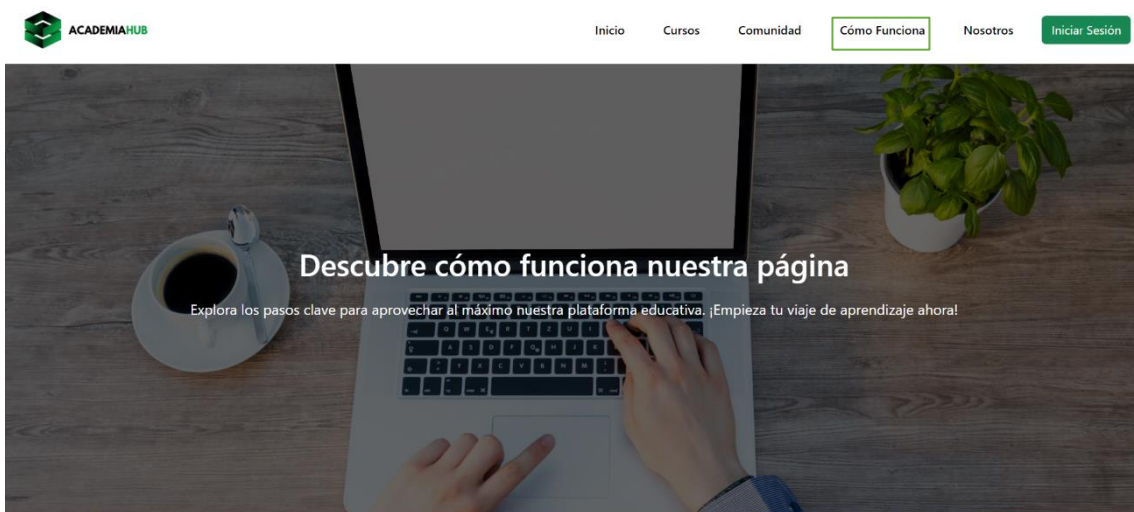 ACADEMIAHUB
Inicio
Cursos
Comunidad
Cómo Funciona
Nosotros
Iniciar Sesión
Descubre cómo funciona nuestra página
Explora los pasos clave para aprovechar al máximo nuestra plataforma educativa. ¡Empieza tu viaje de aprendizaje ahora!